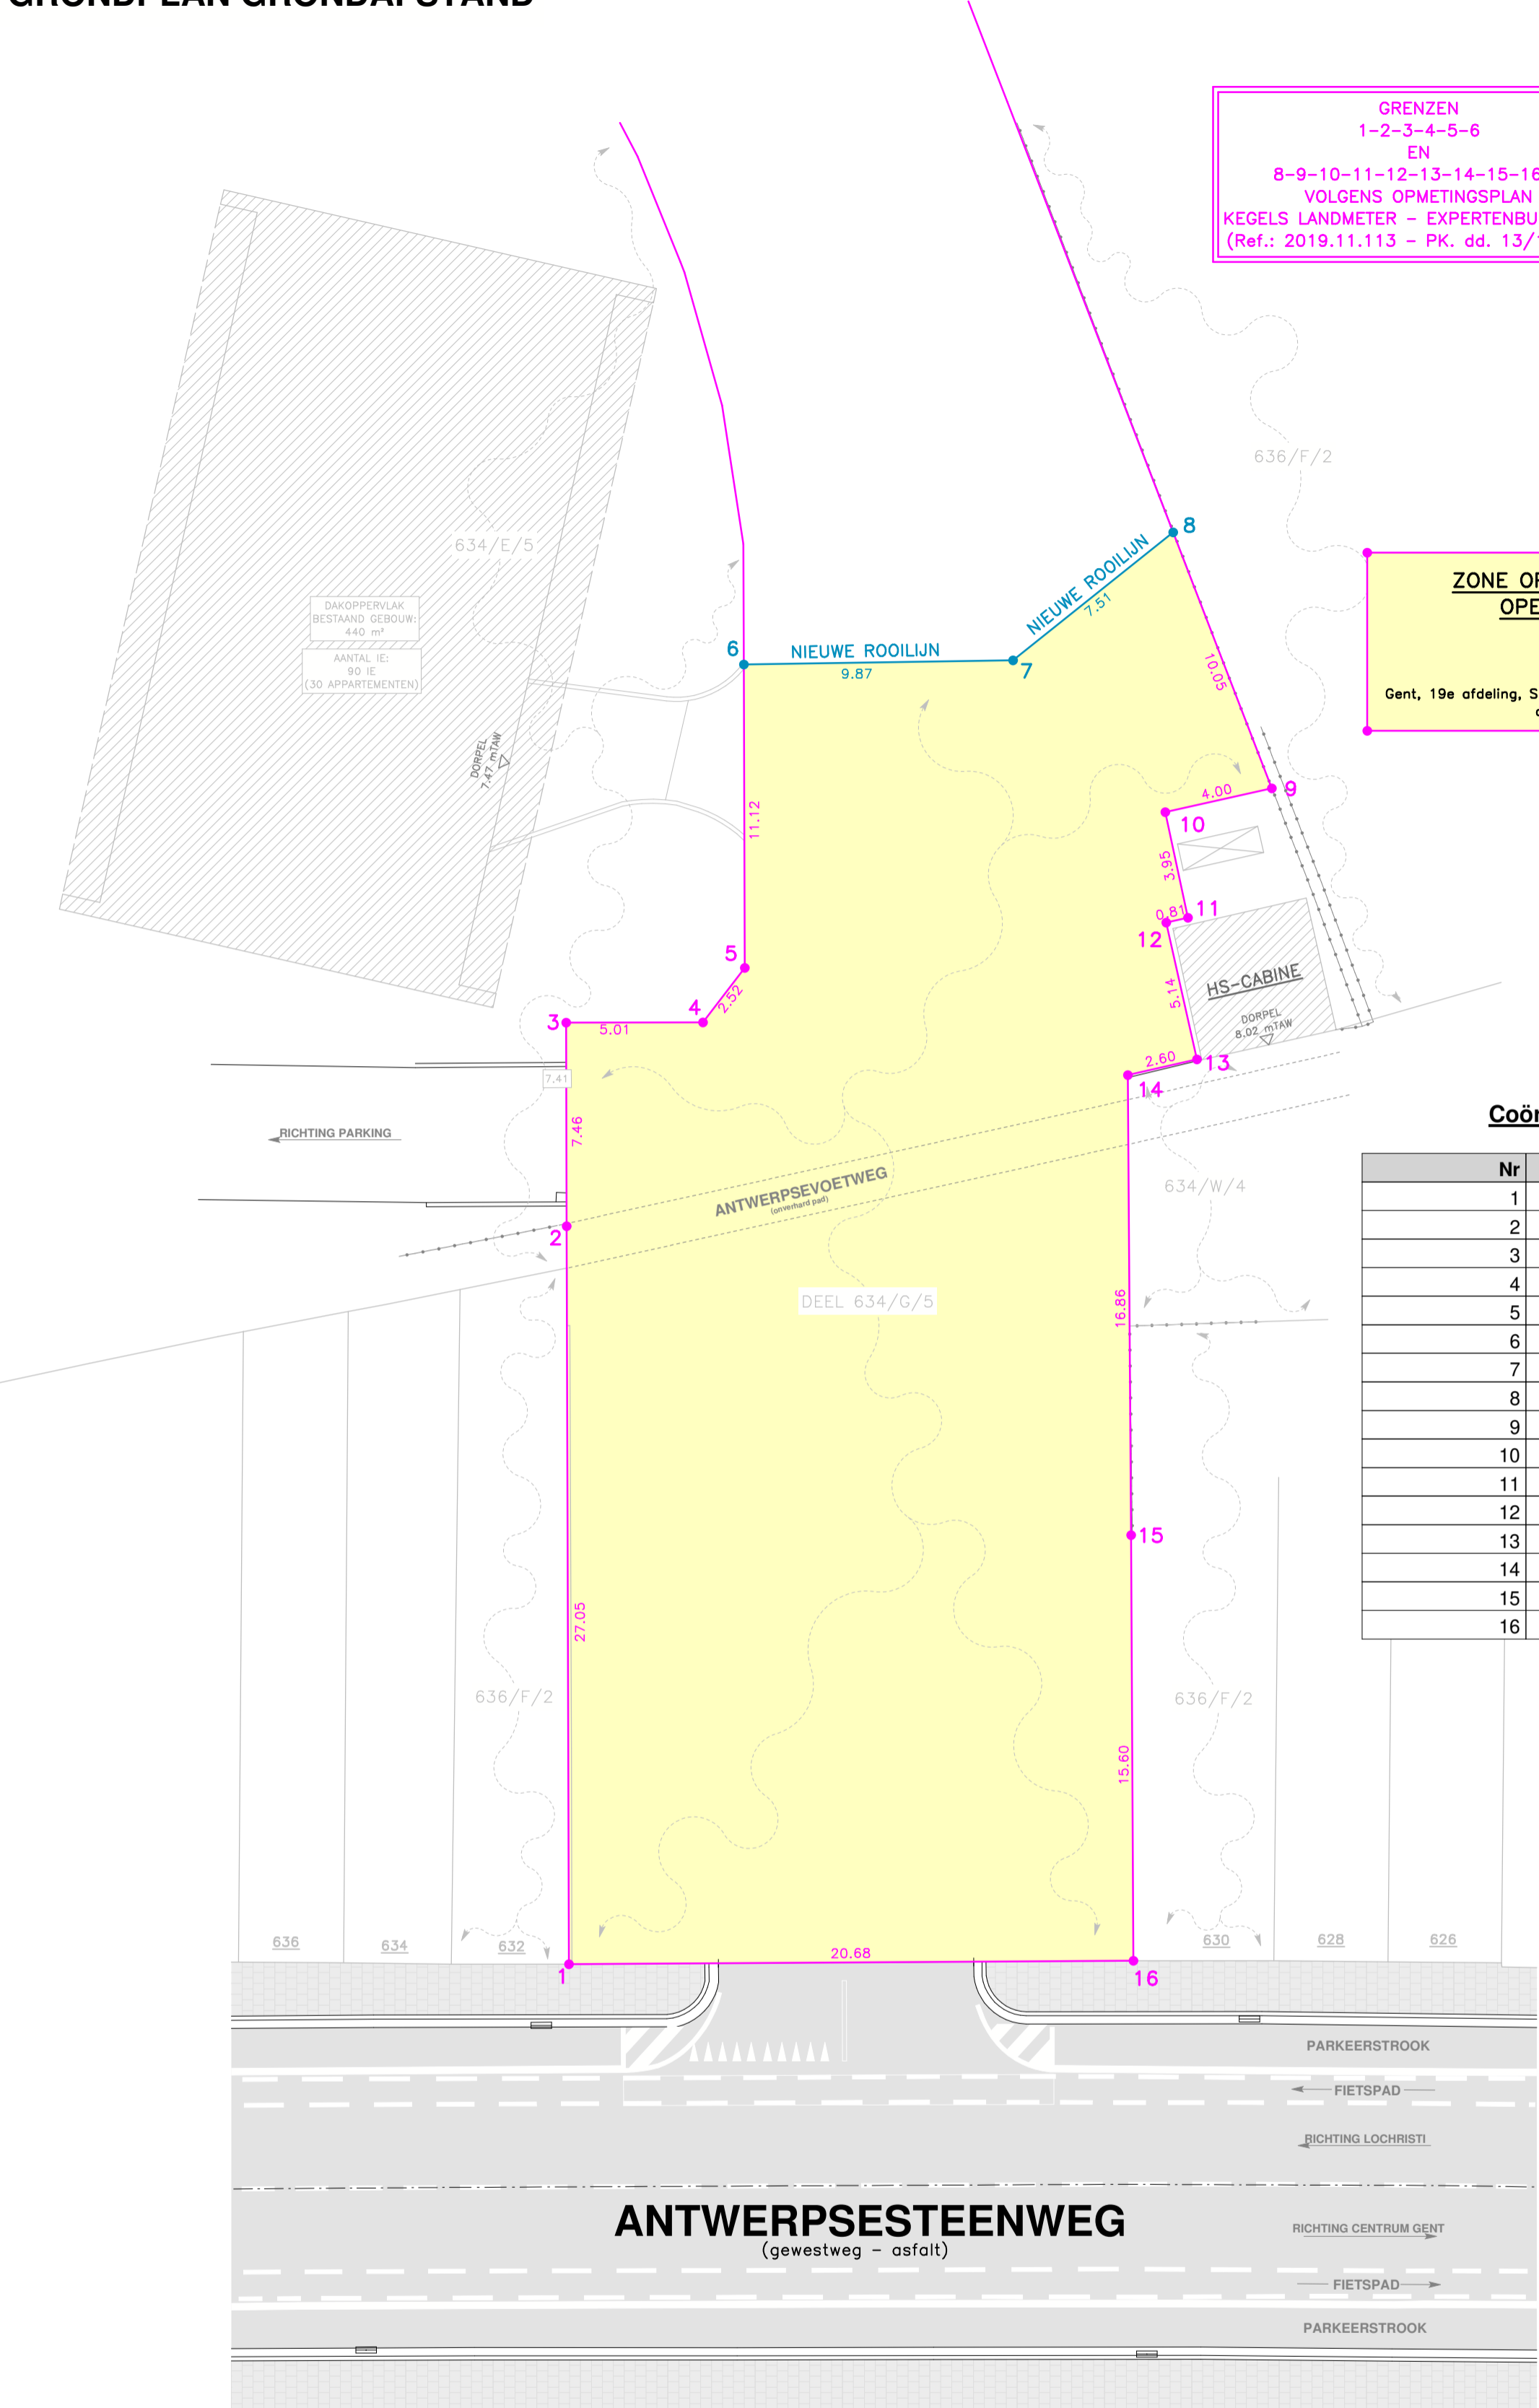 GRONDPLAN GRONDAFSTAND
GRENZEN
1-2-3-4-5-6
EN
8-9-10-11-12-13-14-15-16
VOLGENS OPMETINGSPLAN
KEGELS LANDMETER - EXPERTENBU
(Ref.: 2019.11.113 - PK. dd. 13/
636/F/2
634/E/5
8
NIEUWE ROOILIJN
7.51
ZONE OP
OPE
DAKOPPERVLAK
BESTAAND GEBOUW:
440 m²
AANTAL IE:
90 IE
(30 APPARTEMENTEN)
6
NIEUWE ROOILIJN
9.87
7
10.05
Gent, 19e afdeling, S
DORPEL
7.47 mTAW
11.12
4.00
9
10
3.95
0.81
11
12
5
HS-CABINE
5.14
DORPEL
8.02 mTAW
4
2.52
3
5.01
2.60
13
14
7.41
RICHTING PARKING
7.46
Coör
ANTWERPSEVOETWEG
(onverhard pad)
634/W/4
Nr
1
2
3
4
5
6
7
8
9
10
11
12
13
14
15
16
2
DEEL 634/G/5
16.86
15
27.05
636/F/2
636/F/2
15.60
636
634
632
20.68
630
628
626
1
16
PARKEERSTROOK
FIETSPAD
RICHTING LOCHRISTI
ANTWERPSESTEENWEG
(gewestweg - asfalt)
RICHTING CENTRUM GENT
FIETSPAD
PARKEERSTROOK